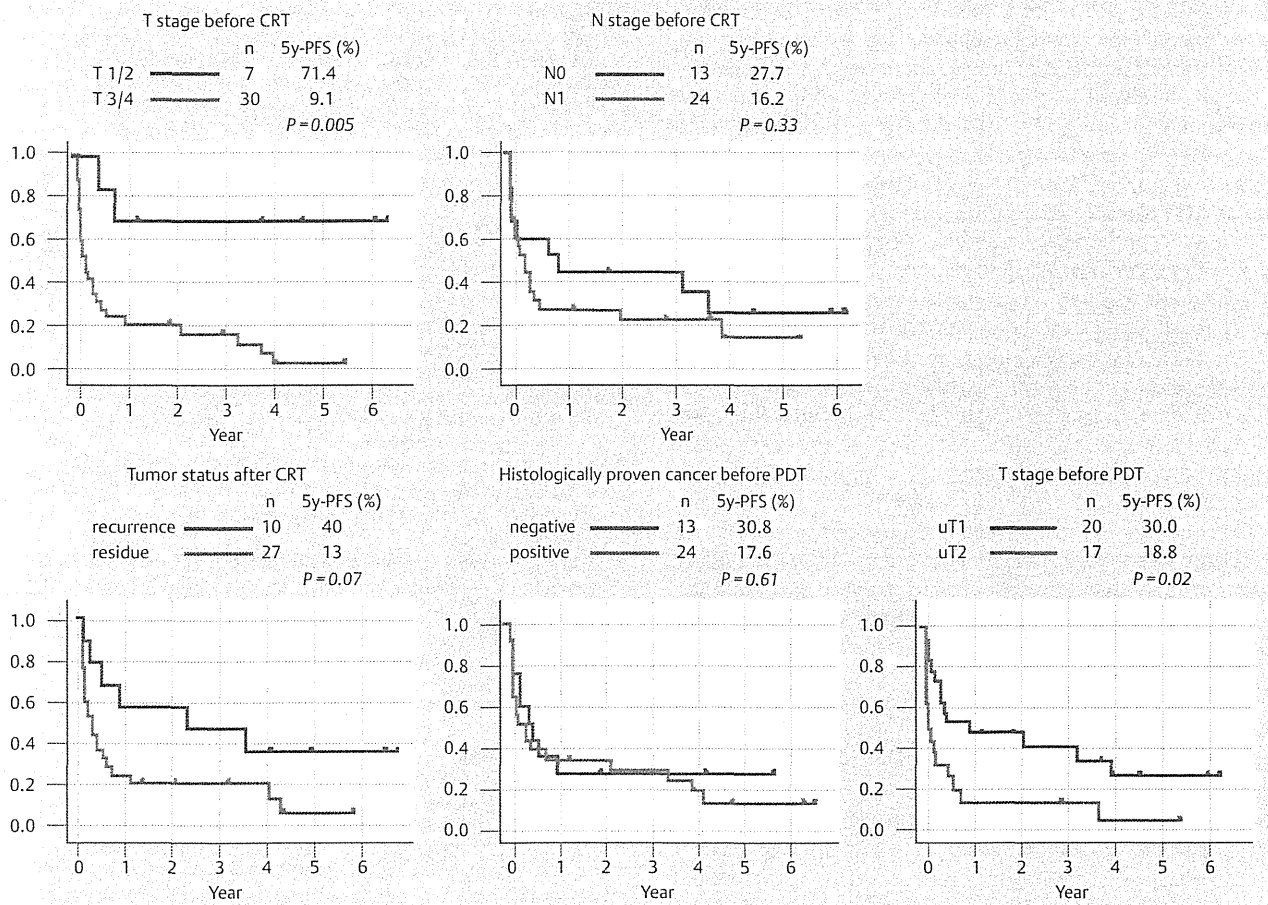 T stage before CRT
n 5y-PFS (%)
T 1/2 7 71.4
T 3/4 30 9.1
P=0.005
1.0
0.8
0.6
0.4
0.2
0.0
0 1 2 3 4 5 6
Year
N stage before CRT
n 5y-PFS (%)
N0 13 27.7
N1 24 16.2
P=0.33
1.0
0.8
0.6
0.4
0.2
0.0
0 1 2 3 4 5 6
Year
Tumor status after CRT
n 5y-PFS (%)
recurrence 10 40
residue 27 13
P=0.07
1.0
0.8
0.6
0.4
0.2
0.0
0 1 2 3 4 5 6
Year
Histologically proven cancer before PDT
n 5y-PFS (%)
negative 13 30.8
positive 24 17.6
P=0.61
1.0
0.8
0.6
0.4
0.2
0.0
0 1 2 3 4 5 6
Year
T stage before PDT
n 5y-PFS (%)
uT1 20 30.0
uT2 17 18.8
P=0.02
1.0
0.8
0.6
0.4
0.2
0.0
0 1 2 3 4 5 6
Year